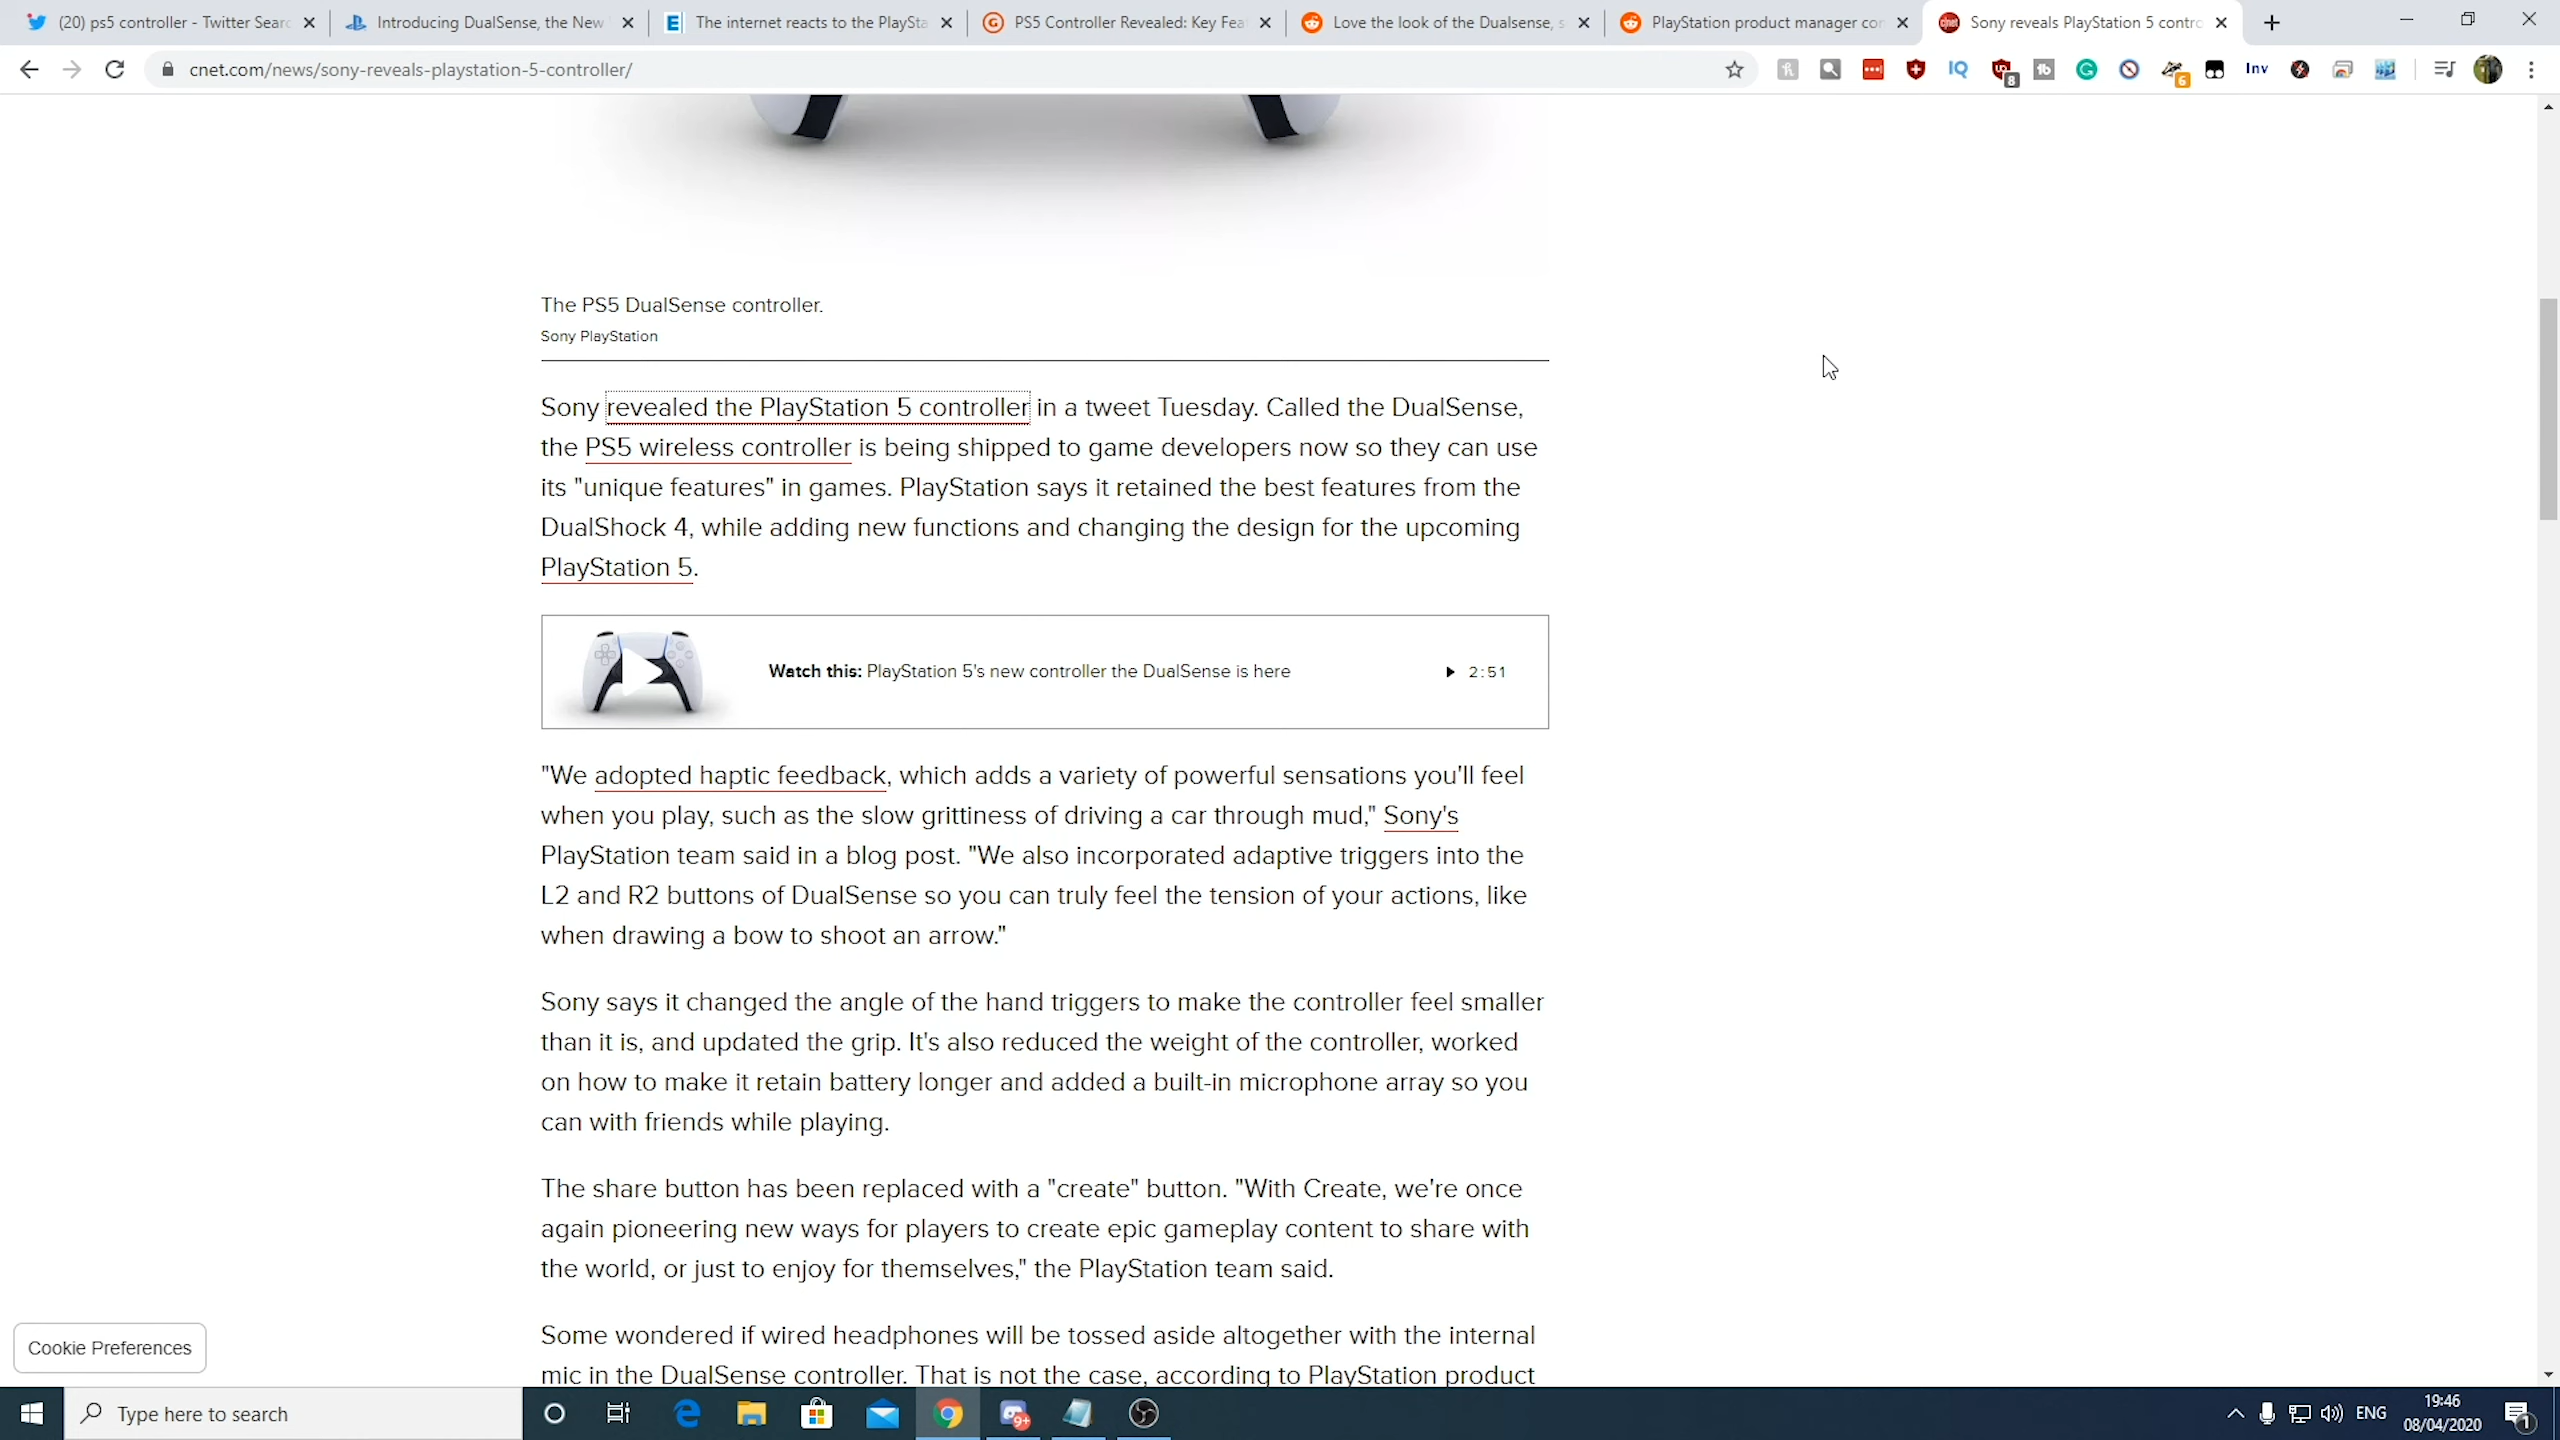 (20) ps5 controller - Twitter Searc
Introducing DualSense, the New
The internet reacts to the PlaySta
PS5 Controller Revealed: Key Fea
Love the look of the Dualsense, s
PlayStation product manager con
Sony reveals PlayStation 5 contro
cnet.com/news/sony-reveals-playstation-5-controller/
IQ
8
tb
6
Inv
The PS5 DualSense controller.
Sony PlayStation
Sony revealed the PlayStation 5 controller in a tweet Tuesday. Called the DualSense,
the PS5 wireless controller is being shipped to game developers now so they can use
its "unique features" in games. PlayStation says it retained the best features from the
DualShock 4, while adding new functions and changing the design for the upcoming
PlayStation 5.
Watch this: PlayStation 5's new controller the DualSense is here
2:51
"We adopted haptic feedback, which adds a variety of powerful sensations you'll feel
when you play, such as the slow grittiness of driving a car through mud," Sony's
PlayStation team said in a blog post. "We also incorporated adaptive triggers into the
L2 and R2 buttons of DualSense so you can truly feel the tension of your actions, like
when drawing a bow to shoot an arrow."
Sony says it changed the angle of the hand triggers to make the controller feel smaller
than it is, and updated the grip. It's also reduced the weight of the controller, worked
on how to make it retain battery longer and added a built-in microphone array so you
can with friends while playing.
The share button has been replaced with a "create" button. "With Create, we're once
again pioneering new ways for players to create epic gameplay content to share with
the world, or just to enjoy for themselves," the PlayStation team said.
Some wondered if wired headphones will be tossed aside altogether with the internal
mic in the DualSense controller. That is not the case, according to PlayStation product
Cookie Preferences
Type here to search
9+
ENG
19:46
08/04/2020
1